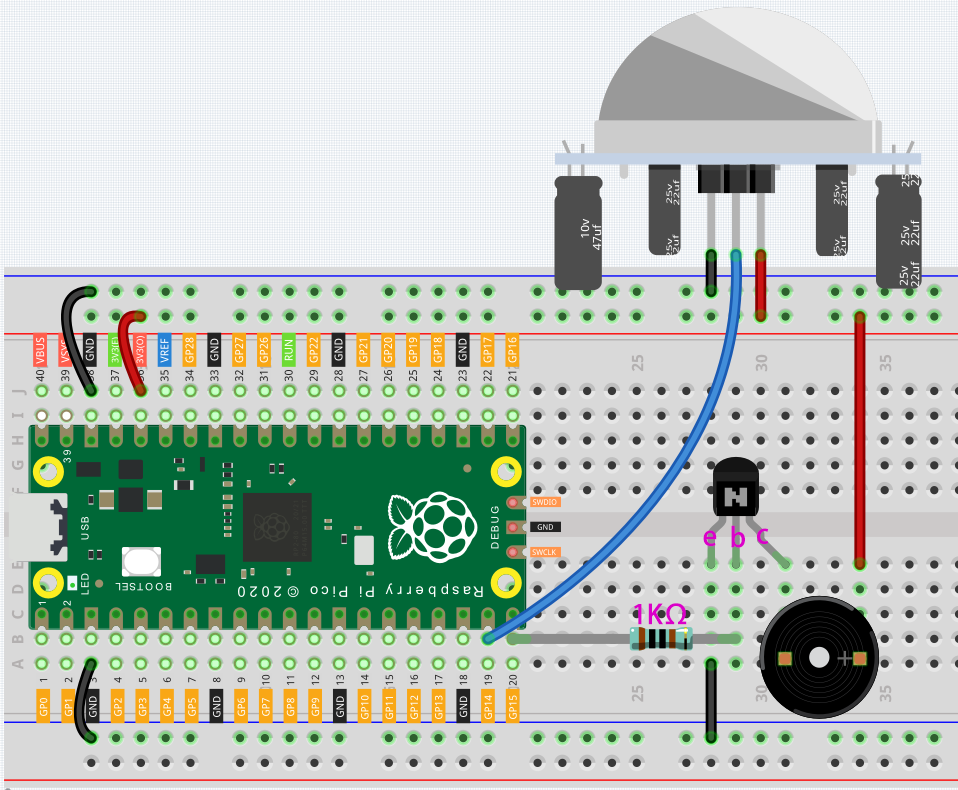 10v
47uf
25v
22uf
25v
22uf
25v
22uf
25v
22uf
25v
22uf
25v
22uf
VBUS
VSYS
GND
3V3(E)
3V3(O)
VREF
GP28
GND
GP27
GP26
RUN
GP22
GND
GP21
GP20
GP19
GP18
GND
GP17
GP16
40
39
38
37
36
35
34
33
32
31
30
29
28
27
26
25
24
23
22
21
25
30
35
J
I
H
G
F
39
USB
DEBUG
SWDIO
GND
SWCLK
N
e b c
E
D
C
B
A
LED
BOOTSEL
Raspberry Pi Pico © 2020
1
2
1KΩ
+
1
2
3
4
5
6
7
8
9
10
11
12
13
14
15
16
17
18
19
20
GP0
GP1
GND
GP2
GP3
GP4
GP5
GND
GP6
GP7
GP8
GP9
GND
GP10
GP11
GP12
GP13
GND
GP14
GP15
25
30
35